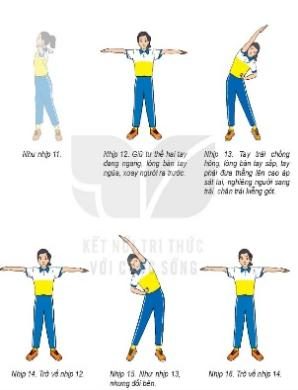 Như nhịp 11.
Nhịp 12. Giữ tư thế hai tay
dang ngang, lòng bàn tay
ngửa, xoay người ra trước.
Nhịp 13. Tay trái chống
hông, lòng bàn tay sấp, tay
phải đưa thẳng lên cao áp
sát tai, nghiêng người sang
trái, chân trái kiễng gót.
KẾT NỐI TRI THỨC
VỚI CUỘC SỐNG
Nhịp 14. Trở về nhịp 12.
Nhịp 15. Như nhịp 13,
nhưng đổi bên.
Nhịp 16. Trở về nhịp 14.